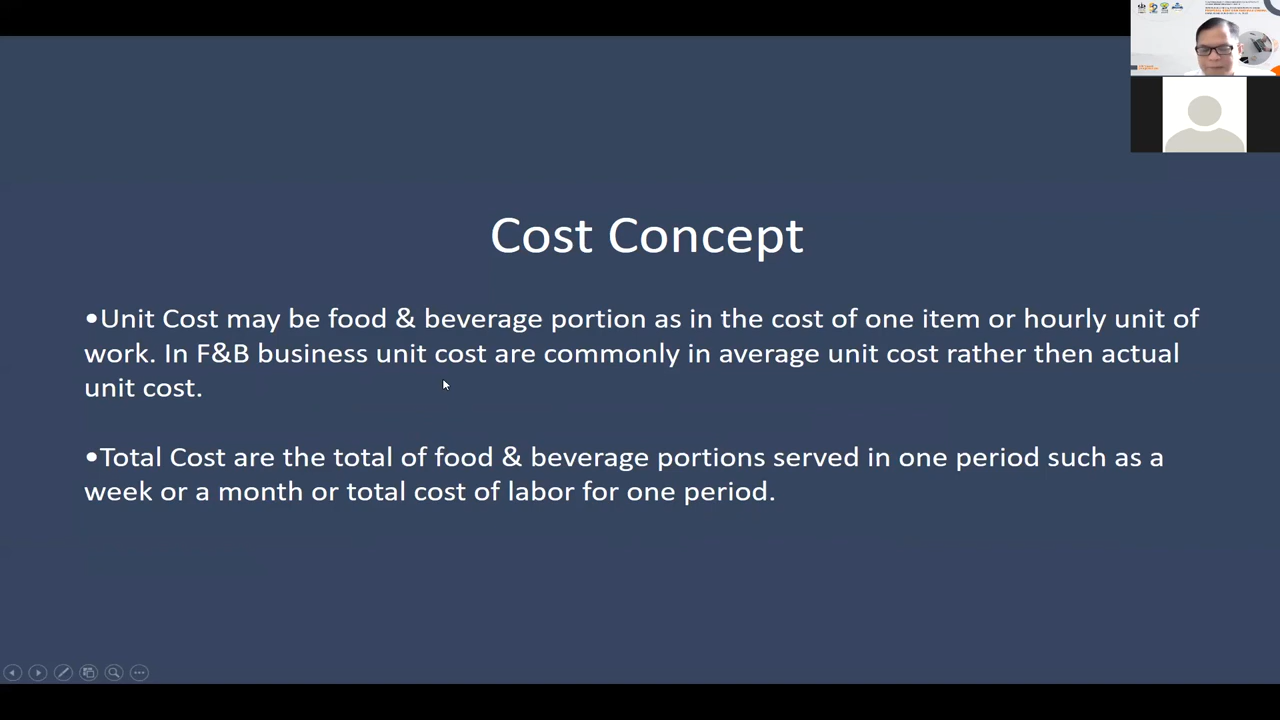 Cost Concept
•Unit Cost may be food & beverage portion as in the cost of one item or hourly unit of
work. In F&B business unit cost are commonly in average unit cost rather then actual
unit cost.
•Total Cost are the total of food & beverage portions served in one period such as a
week or a month or total cost of labor for one period.